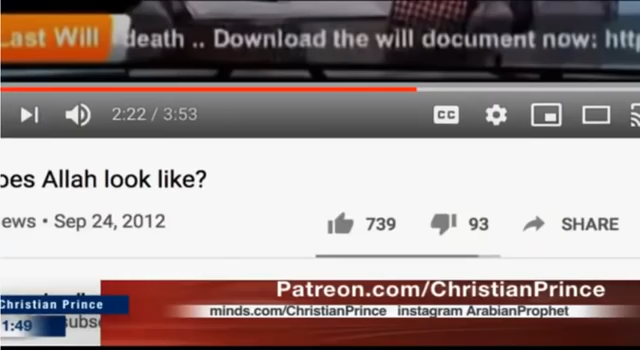 Last Will death .. Download the will document now: http
CC
2:22 / 3:53
oes Allah look like?
ews • Sep 24, 2012
739 93 SHARE
Patreon.com/ChristianPrince
Christian Prince
minds.com/ChristianPrince instagram ArabianProphet
1:49 subs